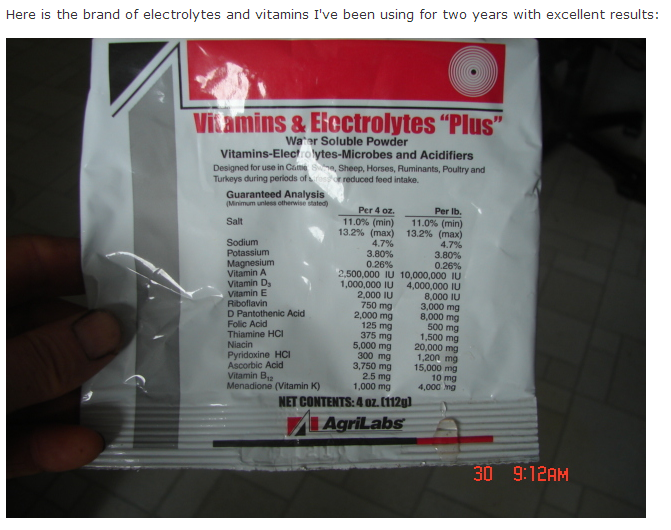 Here is the brand of electrolytes and vitamins I've been using for two years with excellent results:
Vitamins & Electrolytes "Plus"
Water Soluble Powder
Vitamins-Electrolytes-Microbes and Acidifiers
Designed for use in Cattle, Swine, Sheep, Horses, Ruminants, Poultry and
Turkeys during periods of or reduced feed intake.
Guaranteed Analysis
(Minimum unless otherwise stated)
Per 4 oz. Per lb.
Salt 11.0% (min) 11.0% (min)
13.2% (max) 13.2% (max)
Sodium 4.7% 4.7%
Potassium 3.80% 3.80%
Magnesium 0.26% 0.26%
Vitamin A 2,500,000 IU 10,000,000 IU
Vitamin D3 1,000,000 IU 4,000,000 IU
Vitamin E 2,000 IU 8,000 IU
Riboflavin 750 mg 3,000 mg
D Pantothenic Acid 2,000 mg 8,000 mg
Folic Acid 125 mg 500 mg
Thiamine HCl 375 mg 1,500 mg
Niacin 5,000 mg 20,000 mg
Pyridoxine HCl 300 mg 1,200 mg
Ascorbic Acid 3,750 mg 15,000 mg
Vitamin B12 2.5 mg 10 mg
Menadione (Vitamin K) 1,000 mg 4,000 mg
NET CONTENTS: 4 oz. (112g)
AgriLabs
30 9:12AM